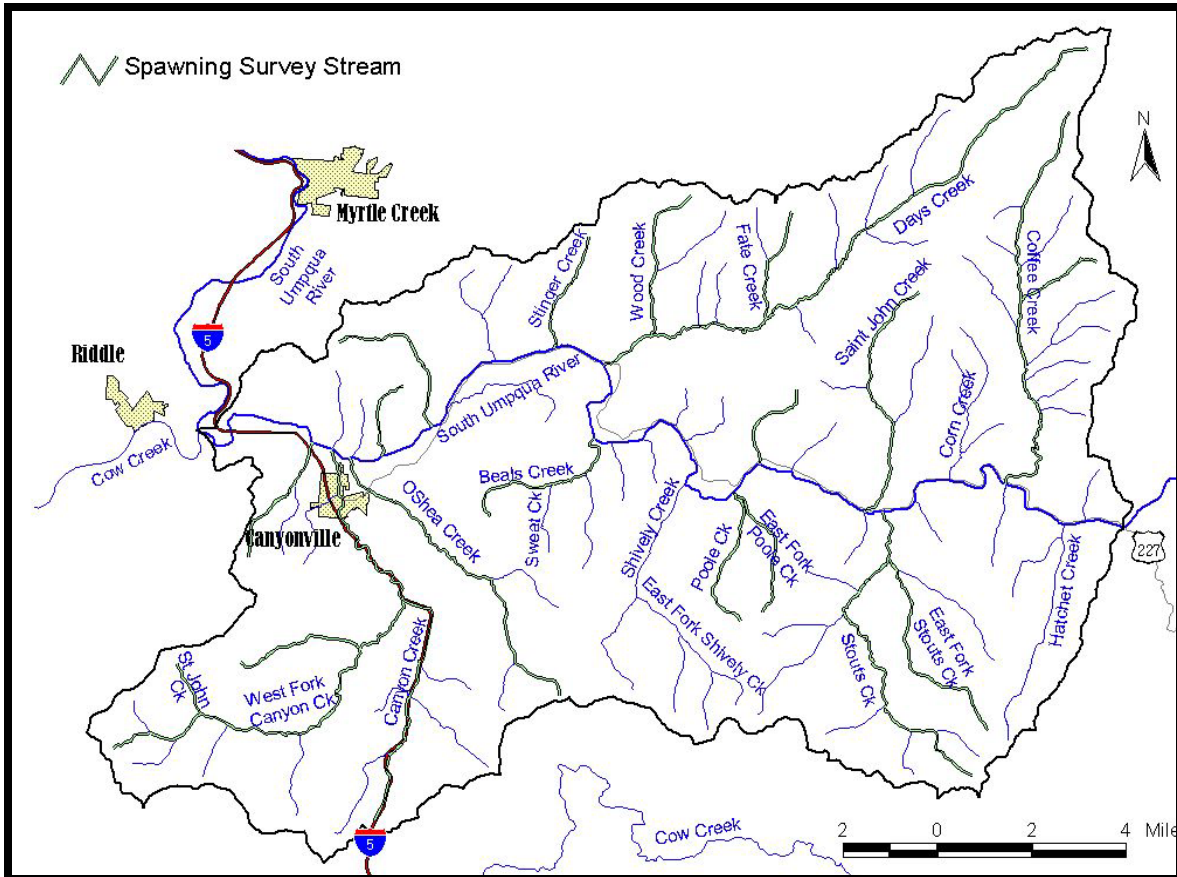 Spawning Survey Stream
N
Myrtle Creek
South
Umpqua
River
5
Riddle
Cow Creek
Stinger Creek
Wood Creek
Fate Creek
Days Creek
Coffee Creek
Saint John Creek
Corn Creek
South Umpqua River
Beals Creek
OShea Creek
Sweat Ck
Shively Creek
Canyonville
Poole Ck
East Fork
Poole Ck
227
Hatchet Creek
East Fork Shively Ck
Stouts Ck
East Fork
Stouts Ck
St. John
Ck
West Fork
Canyon Ck
Canyon Creek
5
Cow Creek
2 0 2 4 Mile